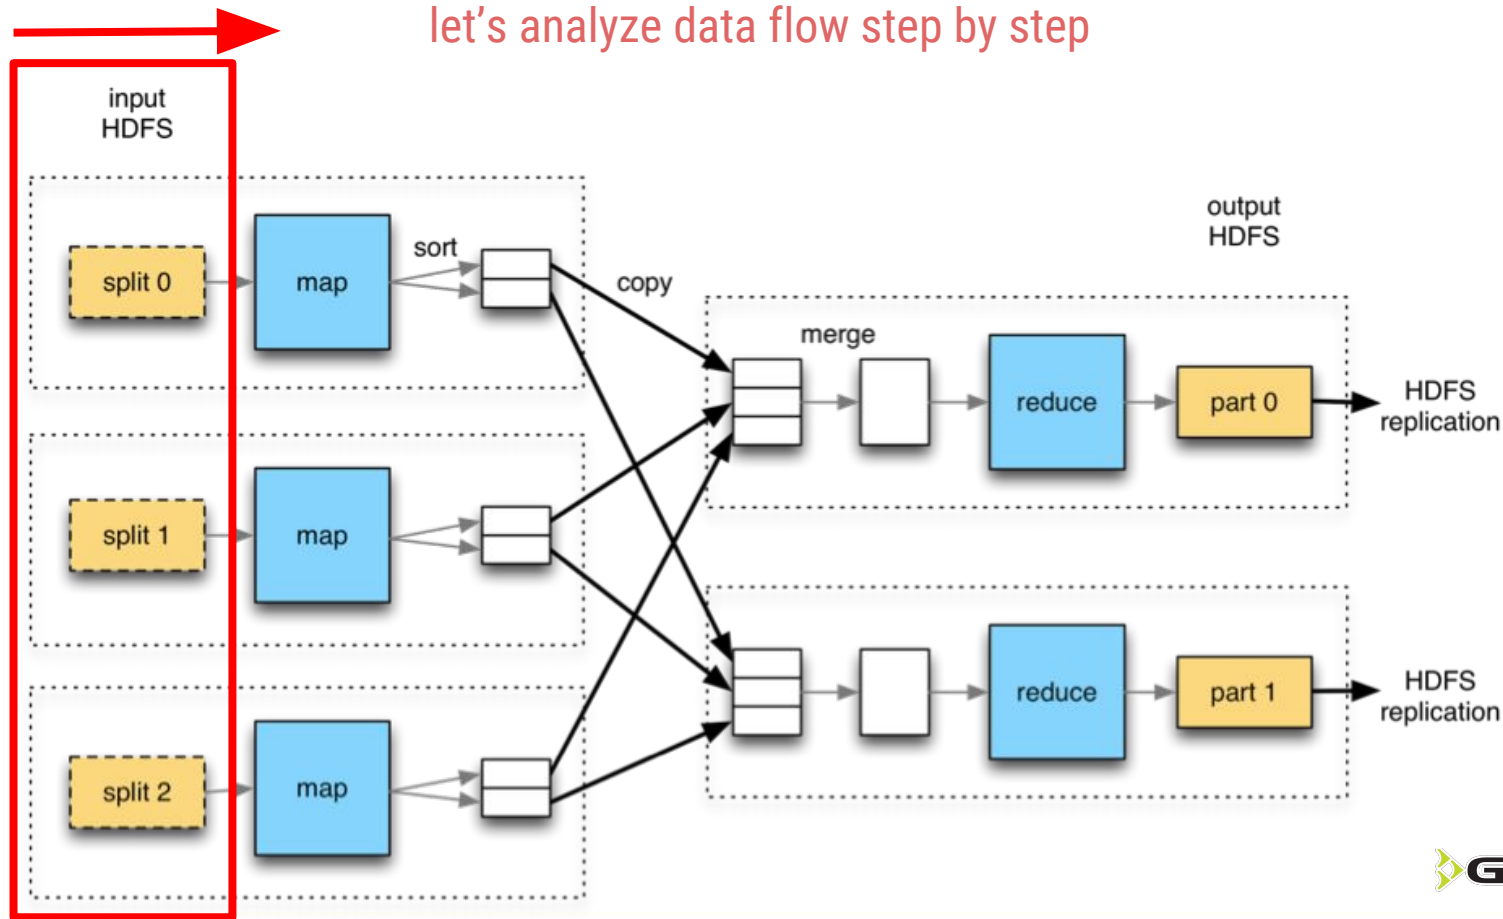 let's analyze data flow step by step
input
HDFS
output
HDFS
split 0
map
sort
copy
merge
reduce
part 0
HDFS
replication
split 1
map
reduce
part 1
HDFS
replication
split 2
map
G